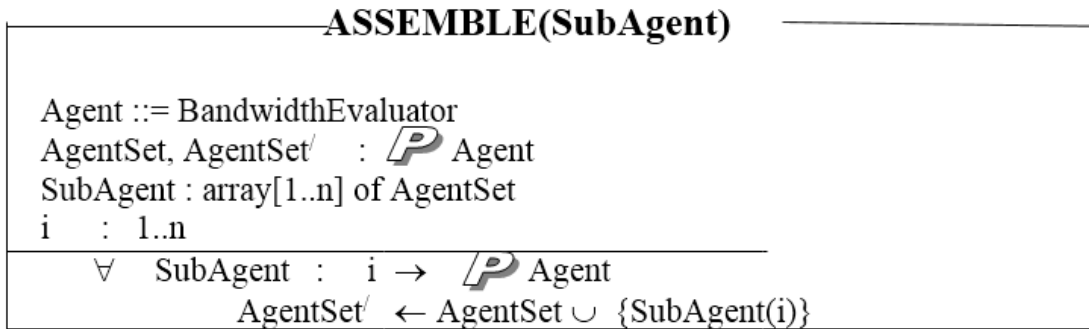 ASSEMBLE(SubAgent)
Agent ::= BandwidthEvaluator
AgentSet, AgentSet/ : P Agent
SubAgent : array[1..n] of AgentSet
i : 1..n
∀ SubAgent : i → P Agent
AgentSet/ ← AgentSet ∪ {SubAgent(i)}